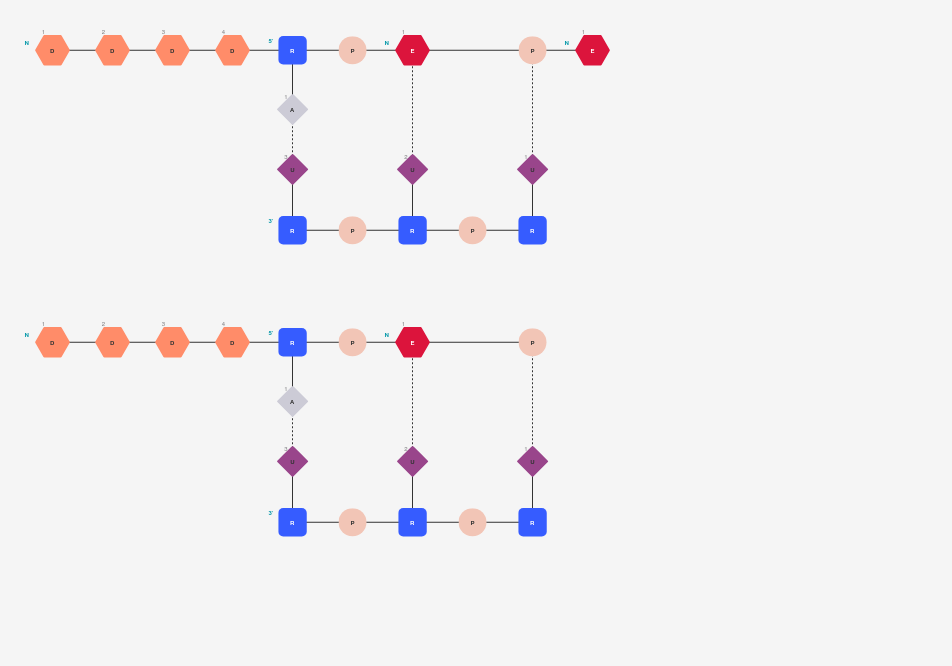 1 2 3 4 1 1
N D D D D 5' R P N E P N E
1
A
3 2 1
U U U
3' R P R P R
1 2 3 4 1
N D D D D 5' R P N E P
1
A
3 2 1
U U U
3' R P R P R